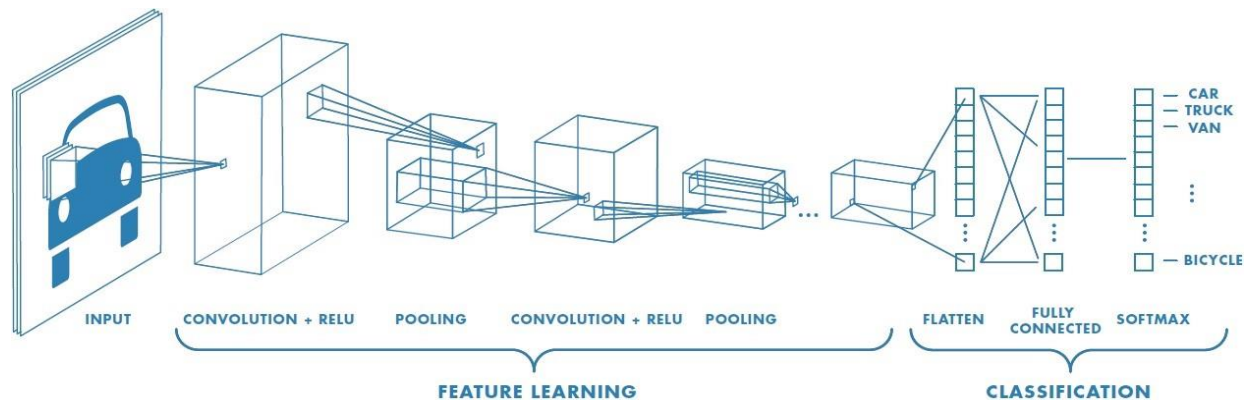 CAR
TRUCK
VAN
BICYCLE
INPUT
CONVOLUTION + RELU
POOLING
CONVOLUTION + RELU
POOLING
FLATTEN
FULLY
CONNECTED
SOFTMAX
FEATURE LEARNING
CLASSIFICATION